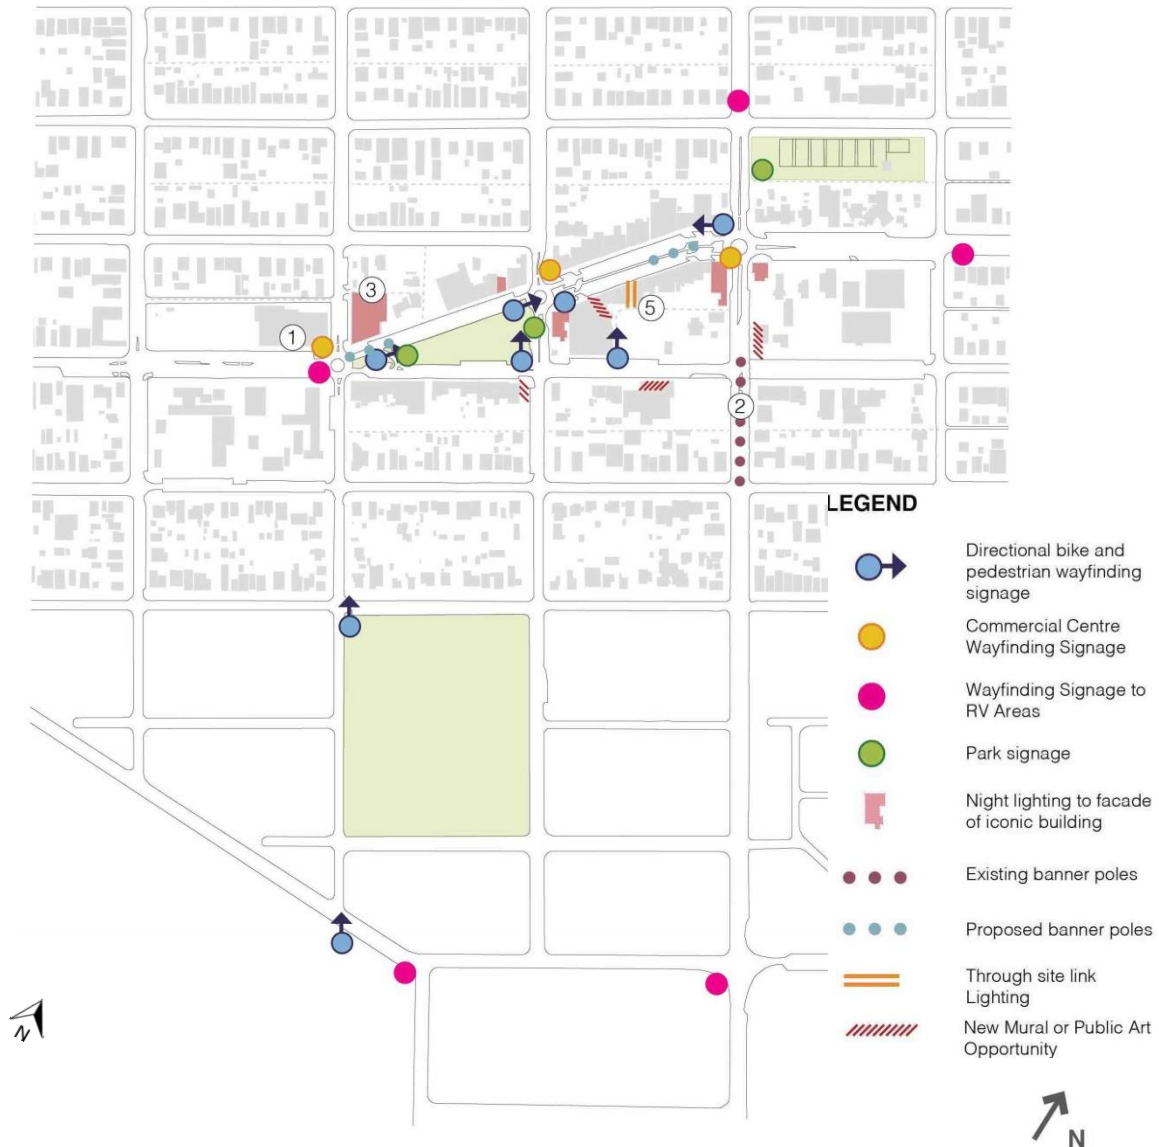 3
5
1
2
LEGEND
Directional bike and
pedestrian wayfinding
signage
Commercial Centre
Wayfinding Signage
Wayfinding Signage to
RV Areas
Park signage
Night lighting to facade
of iconic building
Existing banner poles
Proposed banner poles
Through site link
Lighting
New Mural or Public Art
Opportunity
N
N